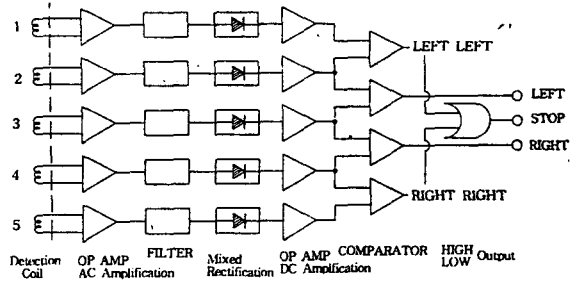 1
LEFT LEFT
2
LEFT
3
STOP
RIGHT
4
RIGHT RIGHT
5
Detection Coil
OP AMP AC Amplification
FILTER
Mixed Rectification
OP AMP DC Amplification
COMPARATOR
HIGH LOW Output